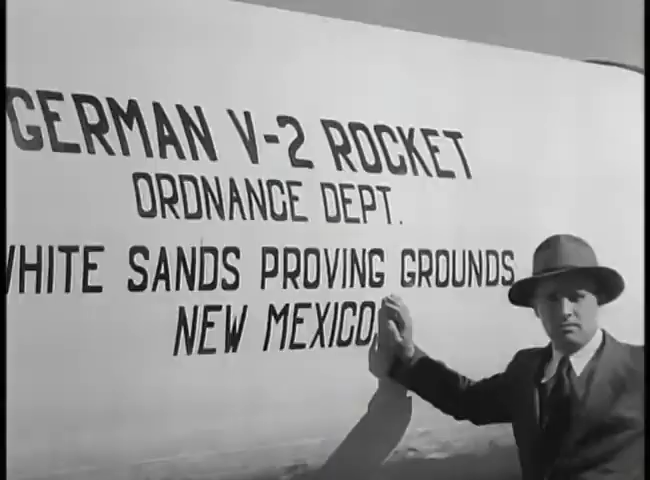 GERMAN V-2 ROCKET
ORDNANCE DEPT.
WHITE SANDS PROVING GROUNDS
NEW MEXICO